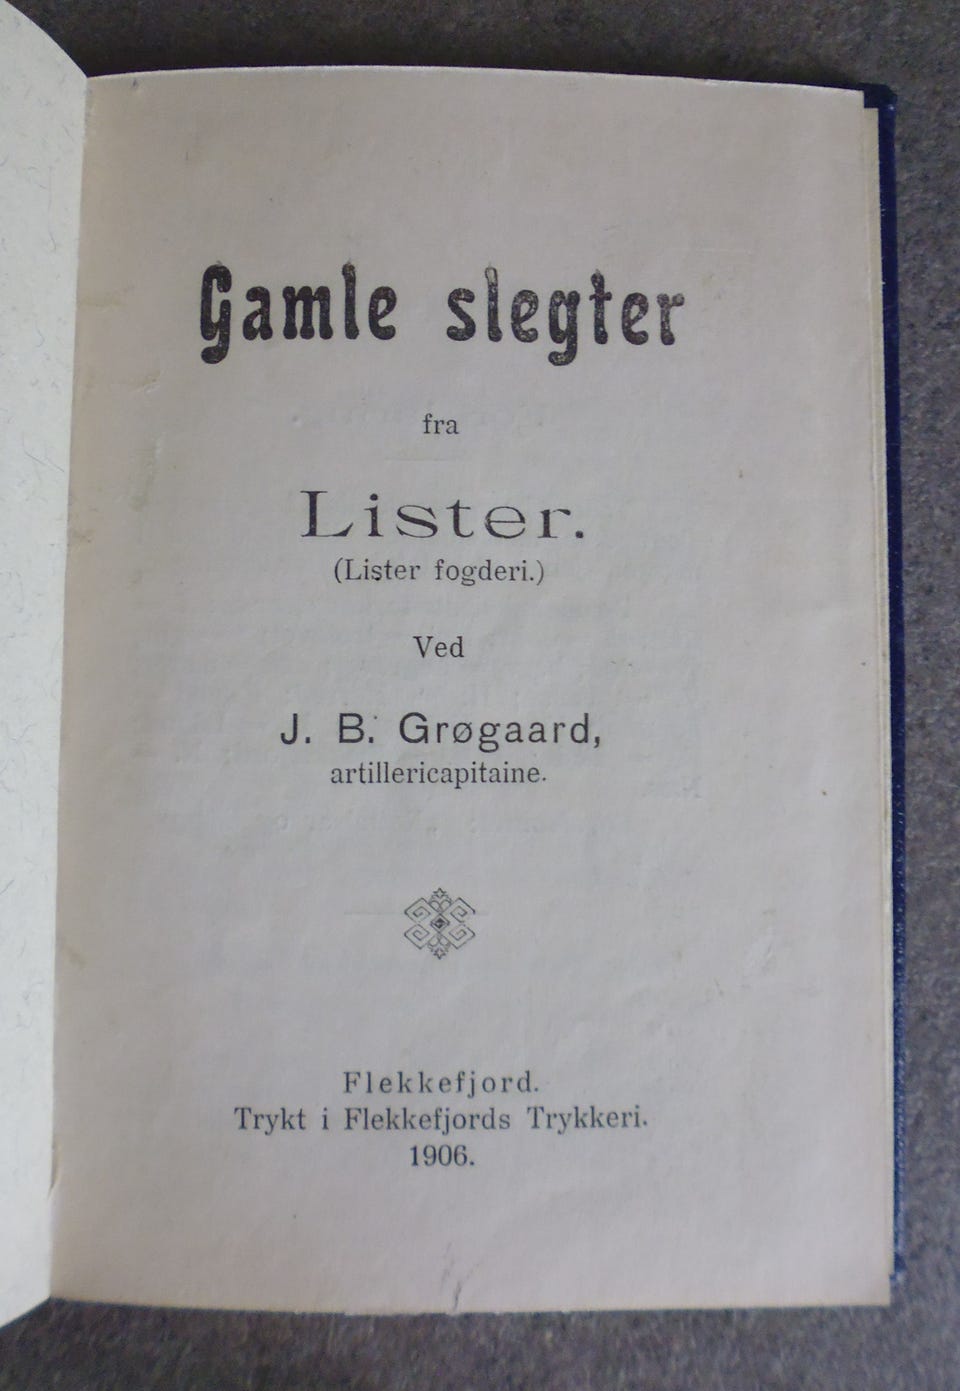 Gamle slegter
fra
Lister.
(Lister fogderi.)
Ved
J. B. Grøgaard,
artillericapitaine.
Flekkefjord.
Trykt i Flekkefjords Trykkeri.
1906.